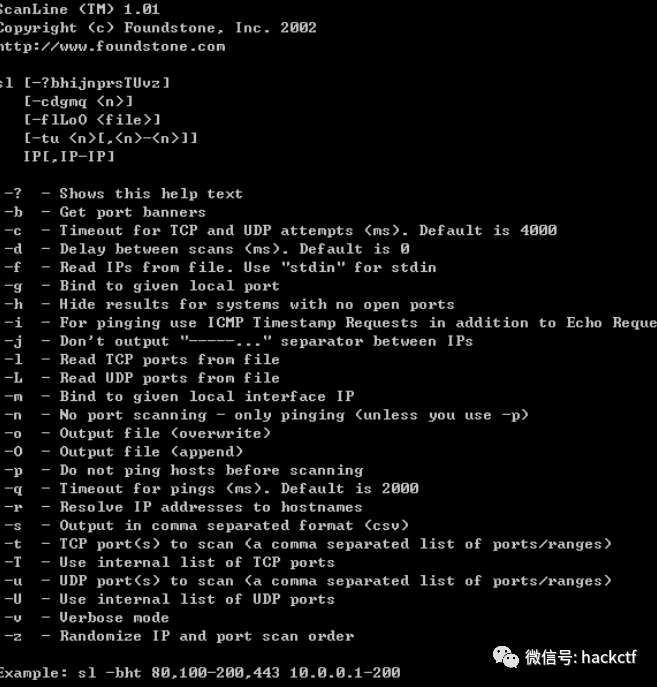 ScanLine (TM) 1.01
Copyright (c) Foundstone, Inc. 2002
http://www.foundstone.com
sl [-?bhijnprsTUvz]
[-cdgmq <n>]
[-flLoO <file>]
[-tu <n>[,<n>-<n>]]
IP[,IP-IP]
-? - Shows this help text
-b - Get port banners
-c - Timeout for TCP and UDP attempts (ms). Default is 4000
-d - Delay between scans (ms). Default is 0
-f - Read IPs from file. Use "stdin" for stdin
-g - Bind to given local port
-h - Hide results for systems with no open ports
-i - For pinging use ICMP Timestamp Requests in addition to Echo Reque
-j - Don't output "-----..." separator between IPs
-l - Read TCP ports from file
-L - Read UDP ports from file
-m - Bind to given local interface IP
-n - No port scanning - only pinging (unless you use -p)
-o - Output file (overwrite)
-O - Output file (append)
-p - Do not ping hosts before scanning
-q - Timeout for pings (ms). Default is 2000
-r - Resolve IP addresses to hostnames
-s - Output in comma separated format (csv)
-t - TCP port(s) to scan (a comma separated list of ports/ranges)
-T - Use internal list of TCP ports
-u - UDP port(s) to scan (a comma separated list of ports/ranges)
-U - Use internal list of UDP ports
-v - Verbose mode
-z - Randomize IP and port scan order
Example: sl -bht 80,100-200,443 10.0.0.1-200
微信号: hackctf